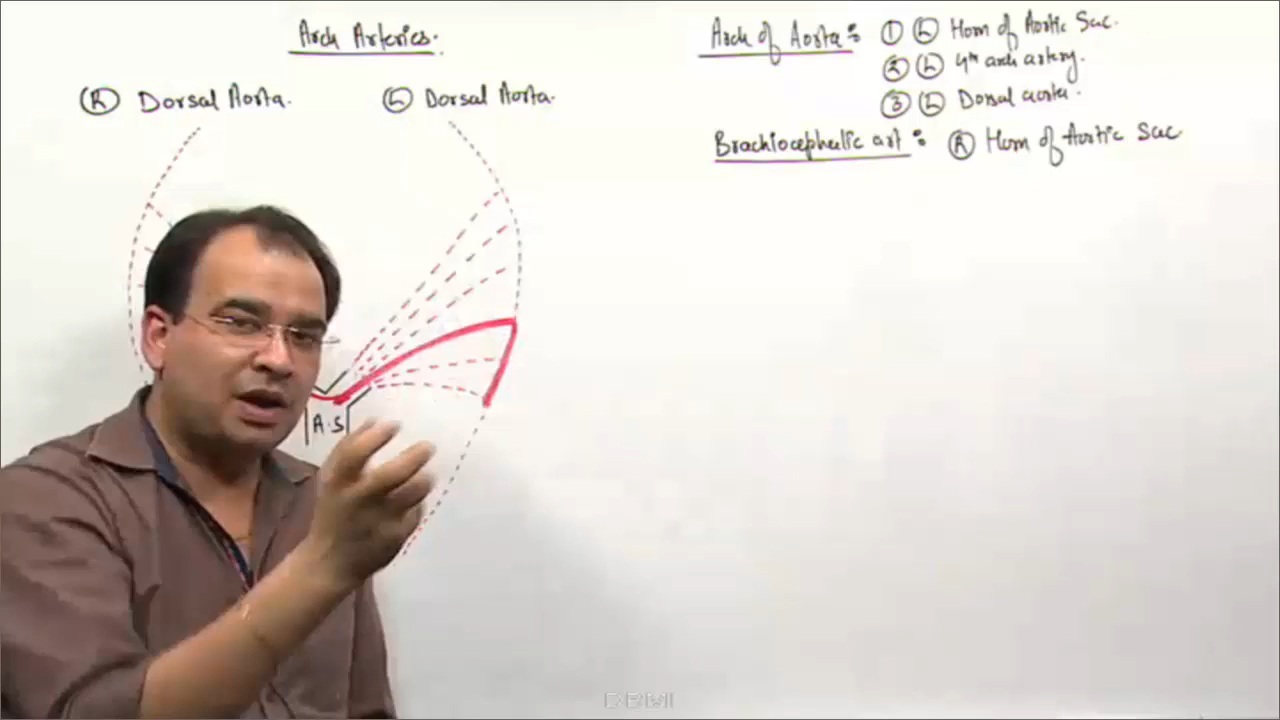 Arch Arteries.
Ⓡ Dorsal Aorta.
Ⓛ Dorsal Aorta.
A.S
Arch of Aorta :
① Ⓛ Horn of Aortic Sac.
② Ⓛ 4th arch artery.
③ Ⓛ Dorsal aorta.
Brachiocephalic art : Ⓡ Horn of Aortic Sac